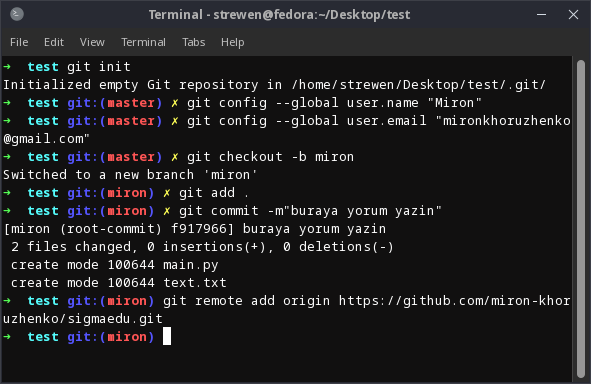 Terminal - strewen@fedora:~/Desktop/test
File Edit View Terminal Tabs Help
➜ test git init
Initialized empty Git repository in /home/strewen/Desktop/test/.git/
➜ test git:(master) ✗ git config --global user.name "Miron"
➜ test git:(master) ✗ git config --global user.email "mironkhoruzhenko
@gmail.com"
➜ test git:(master) ✗ git checkout -b miron
Switched to a new branch 'miron'
➜ test git:(miron) ✗ git add .
➜ test git:(miron) ✗ git commit -m"buraya yorum yazin"
[miron (root-commit) f917966] buraya yorum yazin
2 files changed, 0 insertions(+), 0 deletions(-)
create mode 100644 main.py
create mode 100644 text.txt
➜ test git:(miron) git remote add origin https://github.com/miron-khor
uzhenko/sigmaedu.git
➜ test git:(miron)